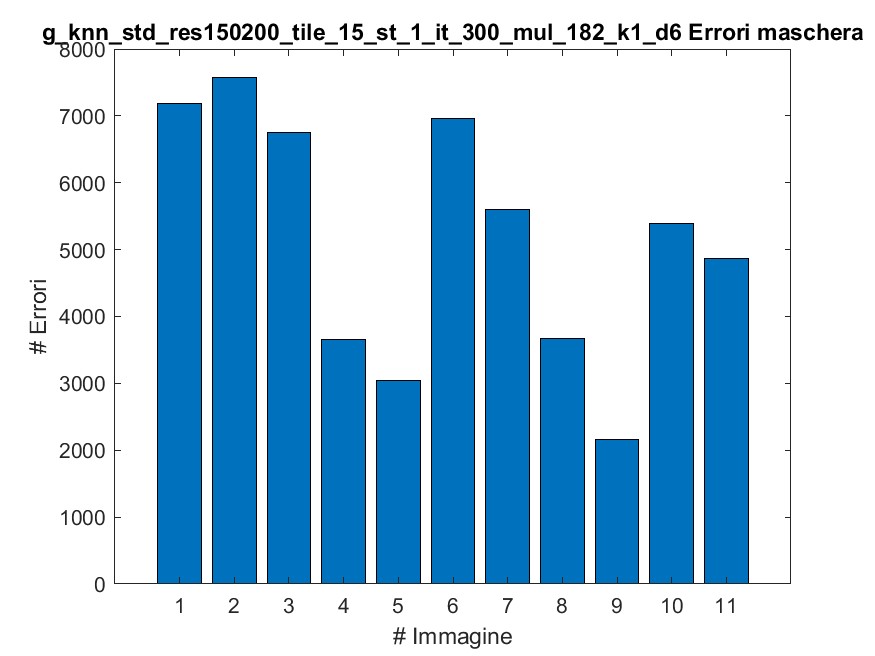 g_knn_std_res150200_tile_15_st_1_it_300_mul_182_k1_d6 Errori maschera
8000
7000
6000
5000
4000
3000
2000
1000
0
# Errori
1 2 3 4 5 6 7 8 9 10 11
# Immagine